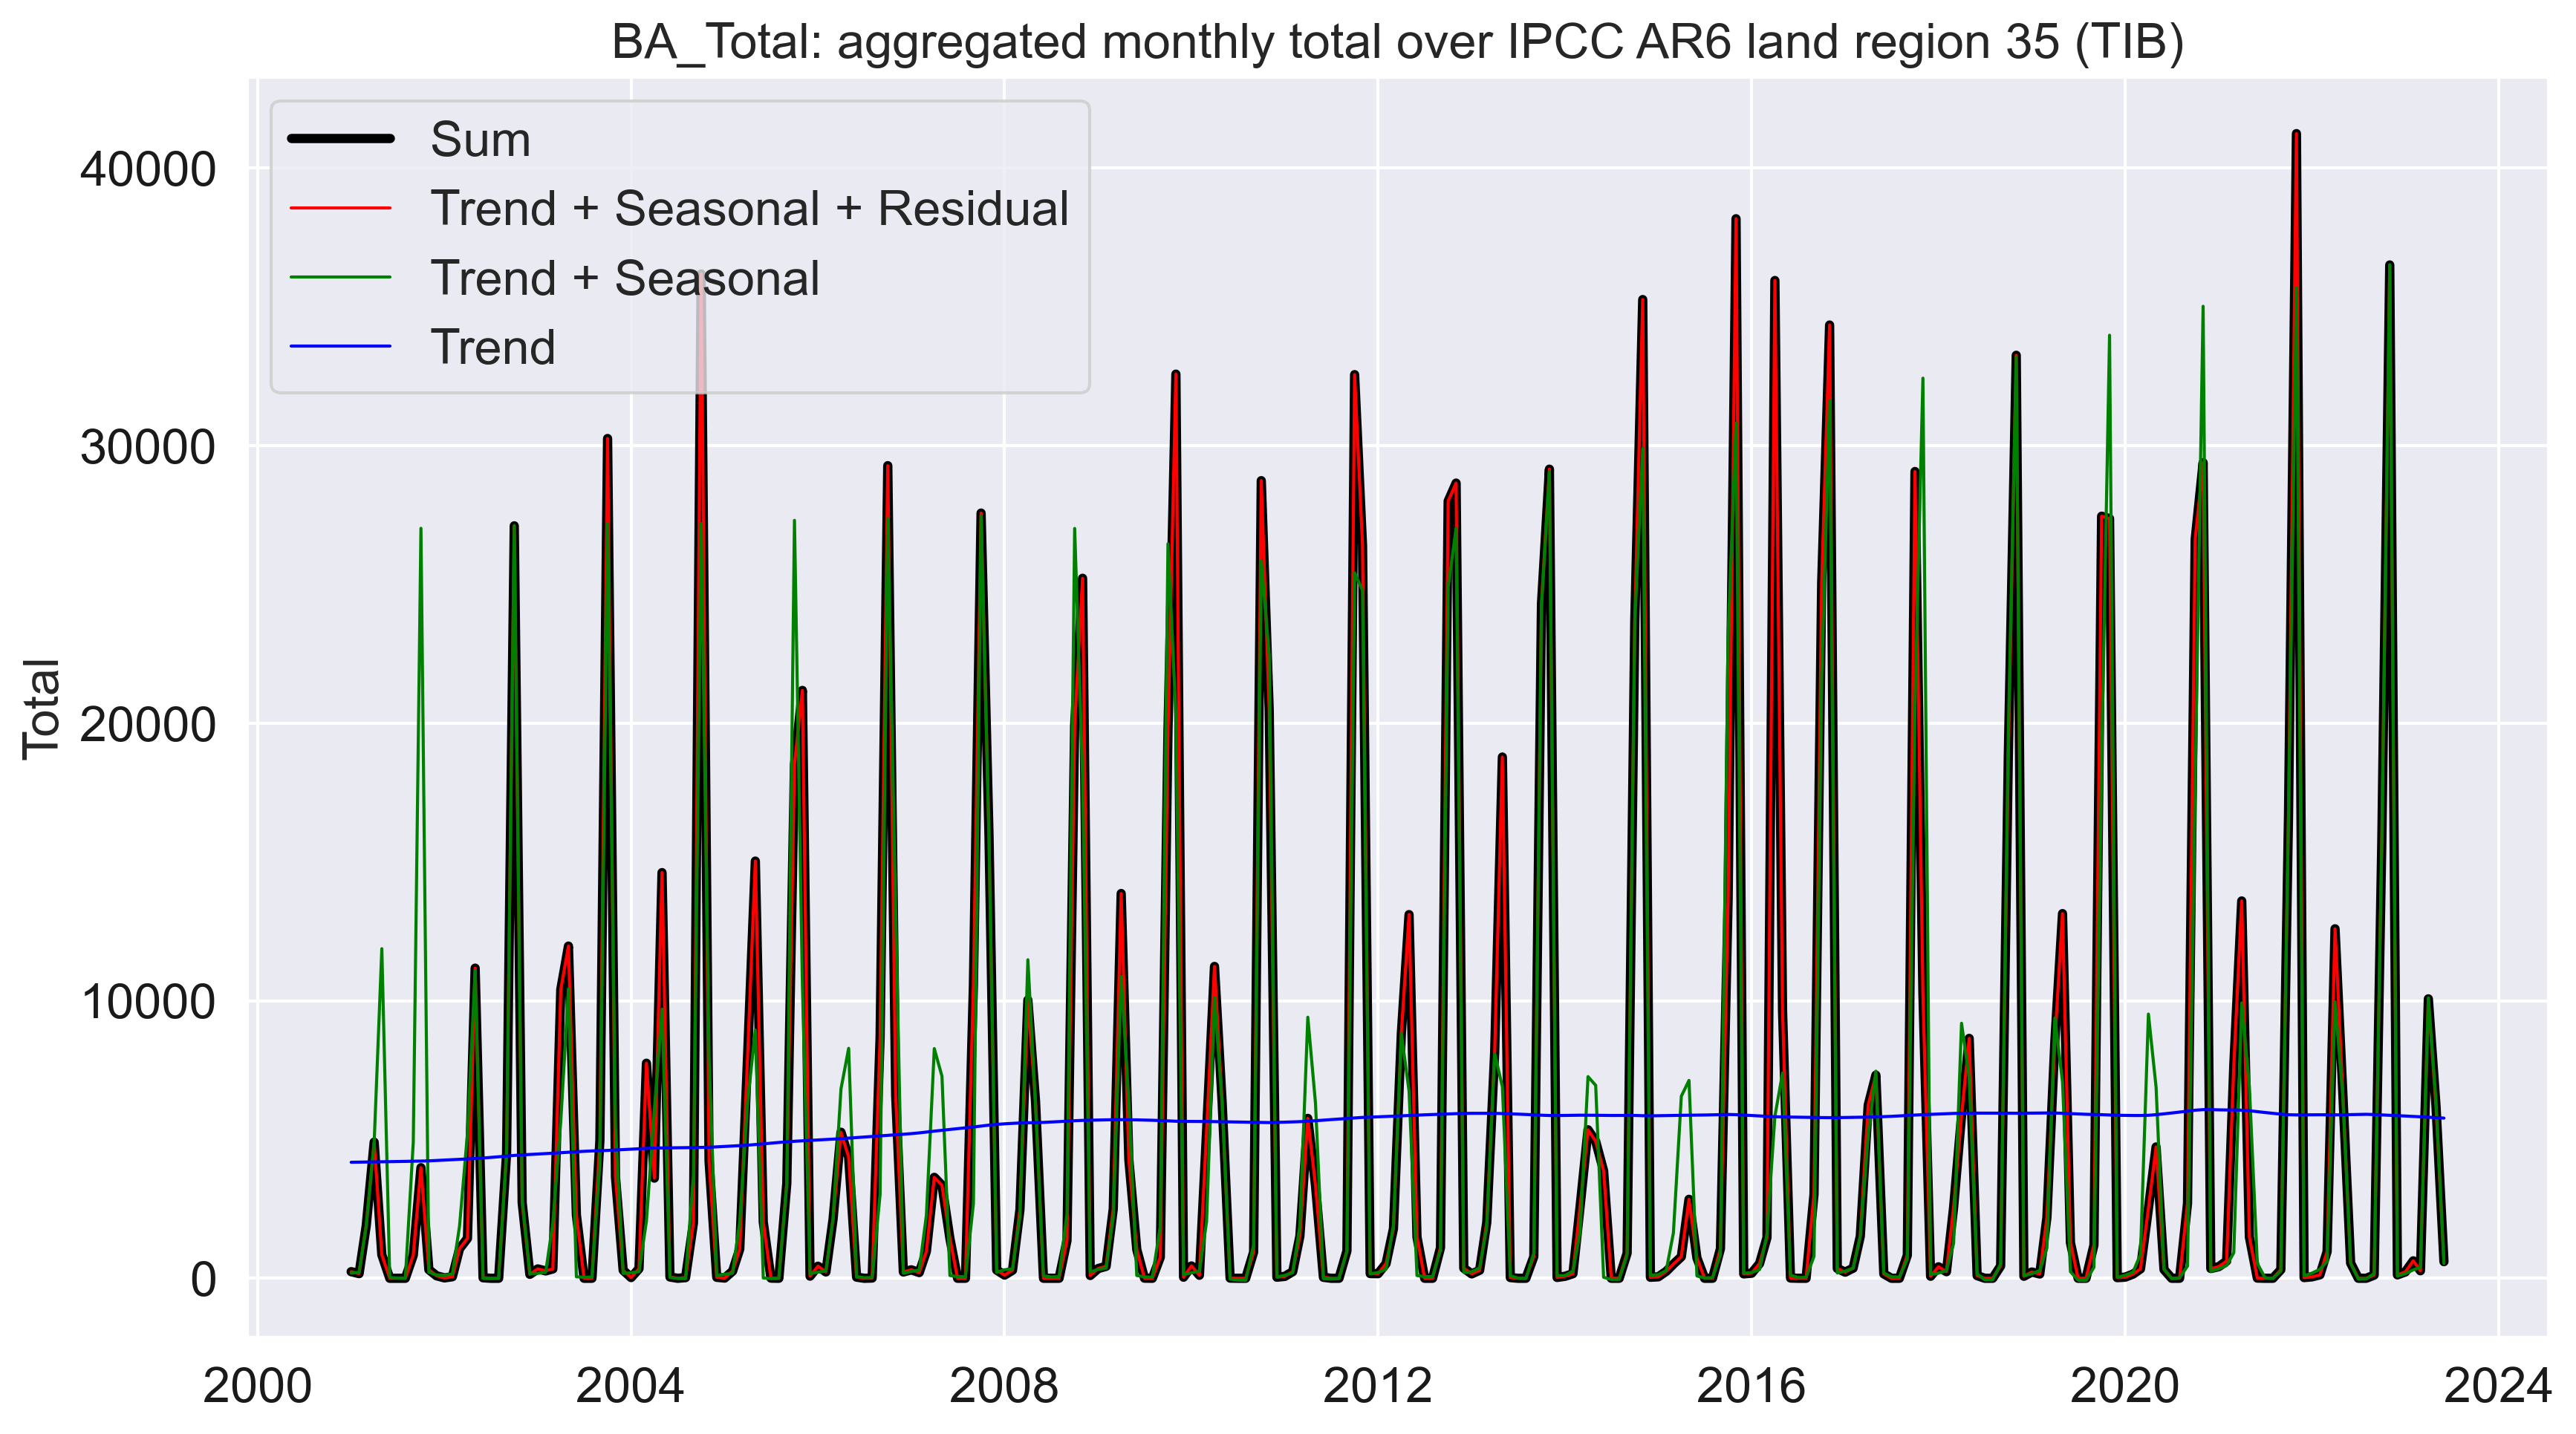 BA_Total: aggregated monthly total over IPCC AR6 land region 35 (TIB)
Sum
Trend + Seasonal + Residual
Trend + Seasonal
Trend
40000
30000
20000
10000
0
Total
2000 2004 2008 2012 2016 2020 2024